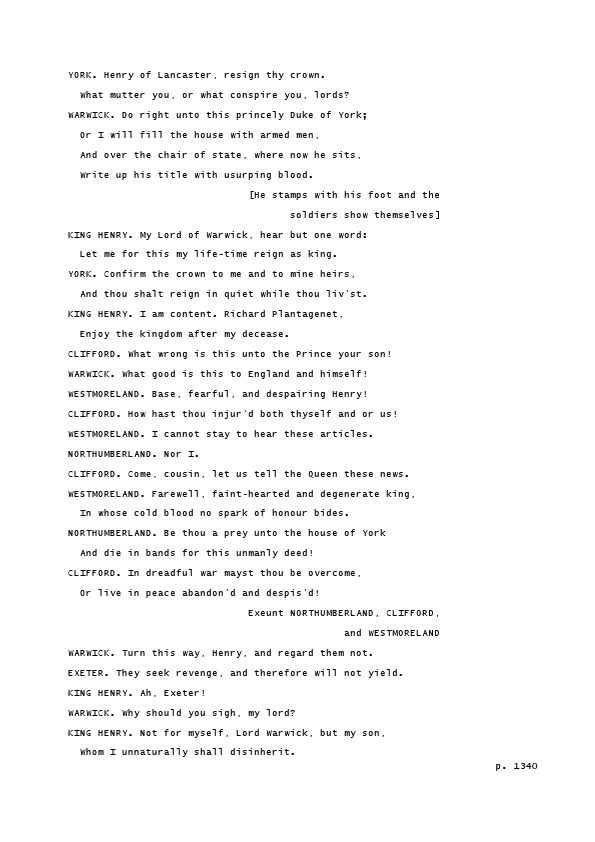 YORK. Henry of Lancaster, resign thy crown.
What mutter you, or what conspire you, lords?
WARWICK. Do right unto this princely Duke of York;
Or I will fill the house with armed men,
And over the chair of state, where now he sits,
Write up his title with usurping blood.
[He stamps with his foot and the
soldiers show themselves]
KING HENRY. My Lord of Warwick, hear but one word:
Let me for this my life-time reign as king.
YORK. Confirm the crown to me and to mine heirs,
And thou shalt reign in quiet while thou liv'st.
KING HENRY. I am content. Richard Plantagenet,
Enjoy the kingdom after my decease.
CLIFFORD. What wrong is this unto the Prince your son!
WARWICK. What good is this to England and himself!
WESTMORELAND. Base, fearful, and despairing Henry!
CLIFFORD. How hast thou injur'd both thyself and or us!
WESTMORELAND. I cannot stay to hear these articles.
NORTHUMBERLAND. Nor I.
CLIFFORD. Come, cousin, let us tell the Queen these news.
WESTMORELAND. Farewell, faint-hearted and degenerate king,
In whose cold blood no spark of honour bides.
NORTHUMBERLAND. Be thou a prey unto the house of York
And die in bands for this unmanly deed!
CLIFFORD. In dreadful war mayst thou be overcome,
Or live in peace abandon'd and despis'd!
Exeunt NORTHUMBERLAND, CLIFFORD,
and WESTMORELAND
WARWICK. Turn this way, Henry, and regard them not.
EXETER. They seek revenge, and therefore will not yield.
KING HENRY. Ah, Exeter!
WARWICK. Why should you sigh, my lord?
KING HENRY. Not for myself, Lord Warwick, but my son,
Whom I unnaturally shall disinherit.
p. 1340